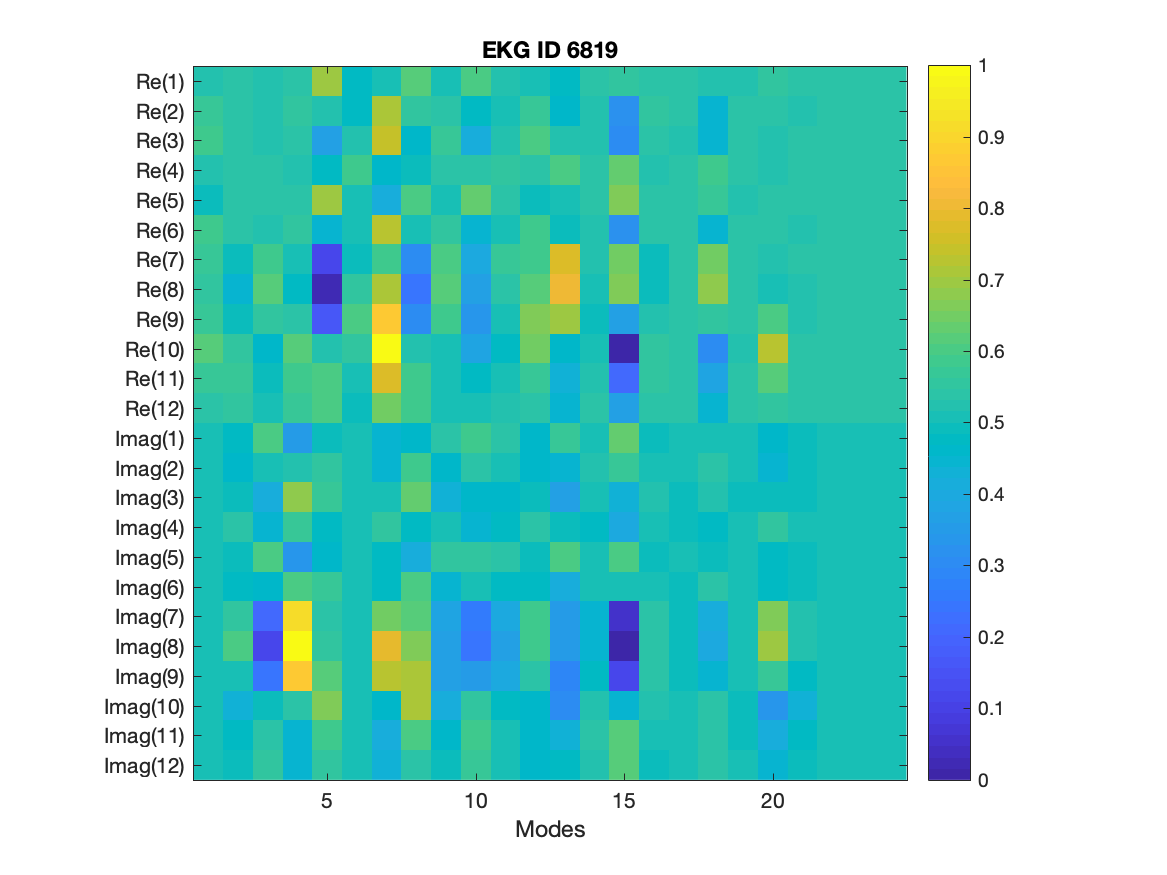 EKG ID 6819
Re(1)
Re(2)
Re(3)
Re(4)
Re(5)
Re(6)
Re(7)
Re(8)
Re(9)
Re(10)
Re(11)
Re(12)
Imag(1)
Imag(2)
Imag(3)
Imag(4)
Imag(5)
Imag(6)
Imag(7)
Imag(8)
Imag(9)
Imag(10)
Imag(11)
Imag(12)
5 10 15 20
Modes
1
0.9
0.8
0.7
0.6
0.5
0.4
0.3
0.2
0.1
0